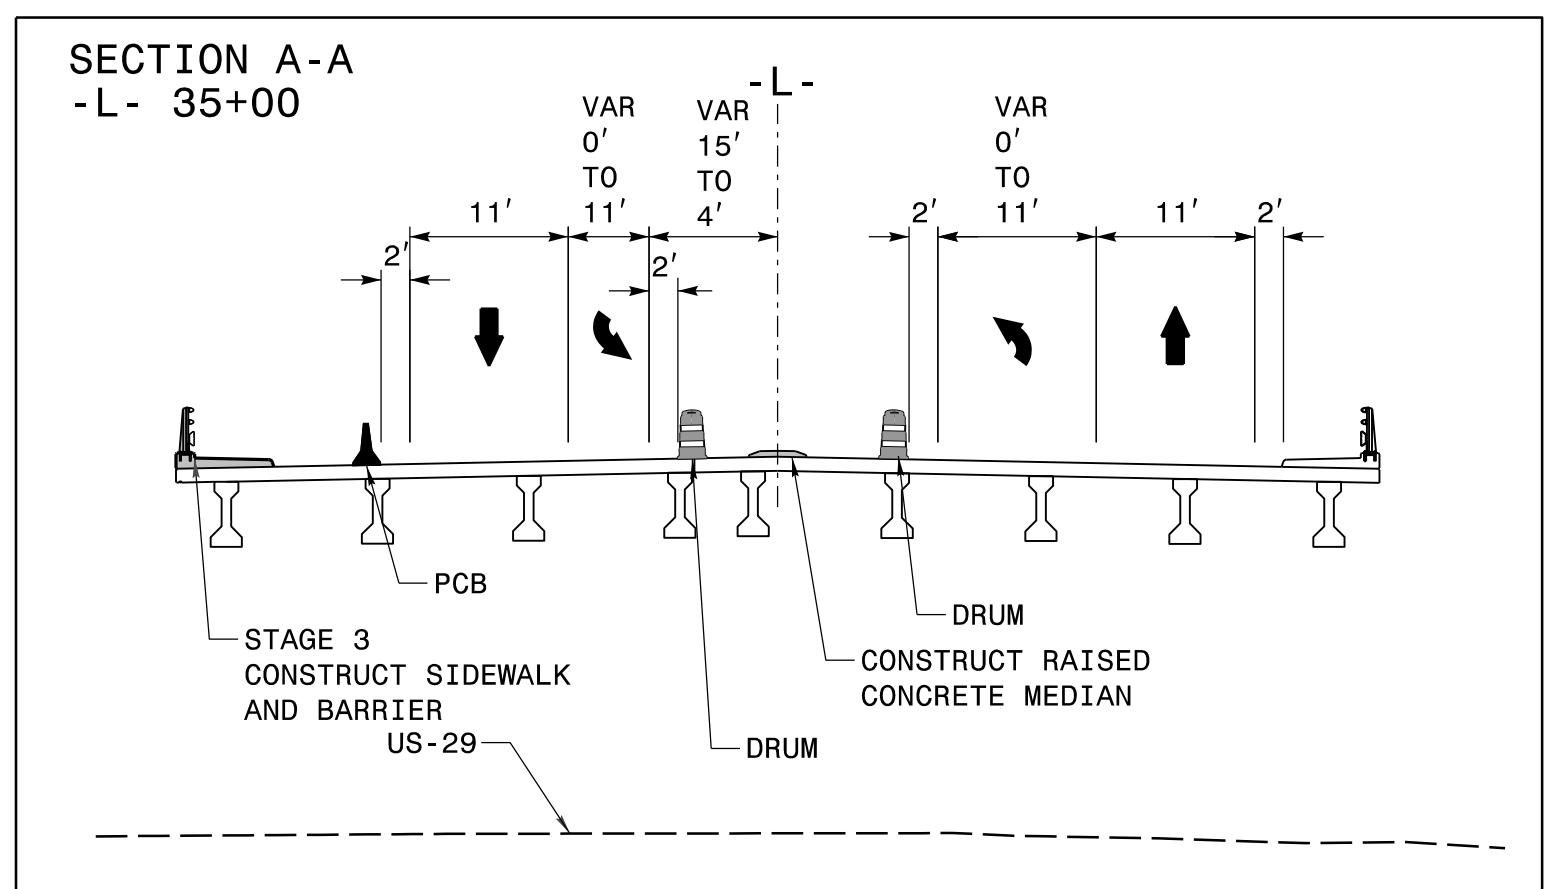 SECTION A-A
-L- 35+00
-L-
VAR
0'
TO
11'
VAR
15'
TO
4'
VAR
0'
TO
11'
11'
2'
2'
2'
11'
2'
PCB
DRUM
STAGE 3
CONSTRUCT SIDEWALK
AND BARRIER
CONSTRUCT RAISED
CONCRETE MEDIAN
US-29
DRUM